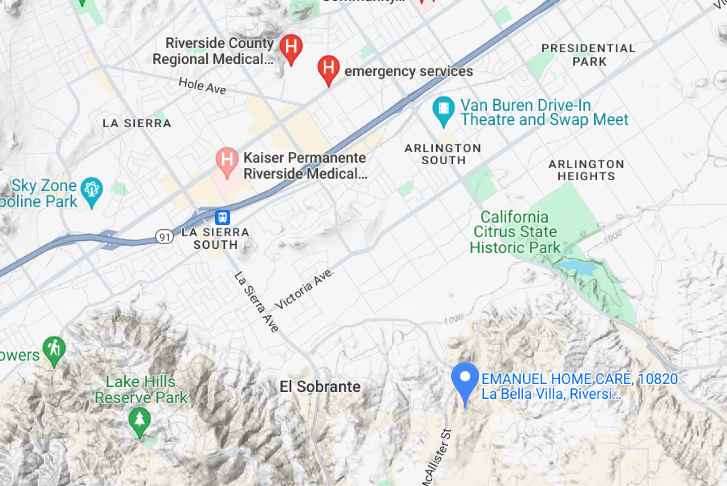 Community...
Riverside County
Regional Medical...
emergency services
PRESIDENTIAL
PARK
Hole Ave
Van Buren Drive-In
Theatre and Swap Meet
LA SIERRA
ARLINGTON
SOUTH
Kaiser Permanente
Riverside Medical...
ARLINGTON
HEIGHTS
Sky Zone
poline Park
California
Citrus State
Historic Park
91
LA SIERRA
SOUTH
1000
Victoria Ave.
La Sierra Ave
1000
owers
El Sobrante
Lake Hills
Reserve Park
EMANUEL HOME CARE, 10820
La Bella Villa, Riversi...
McAllister St
H
H
H